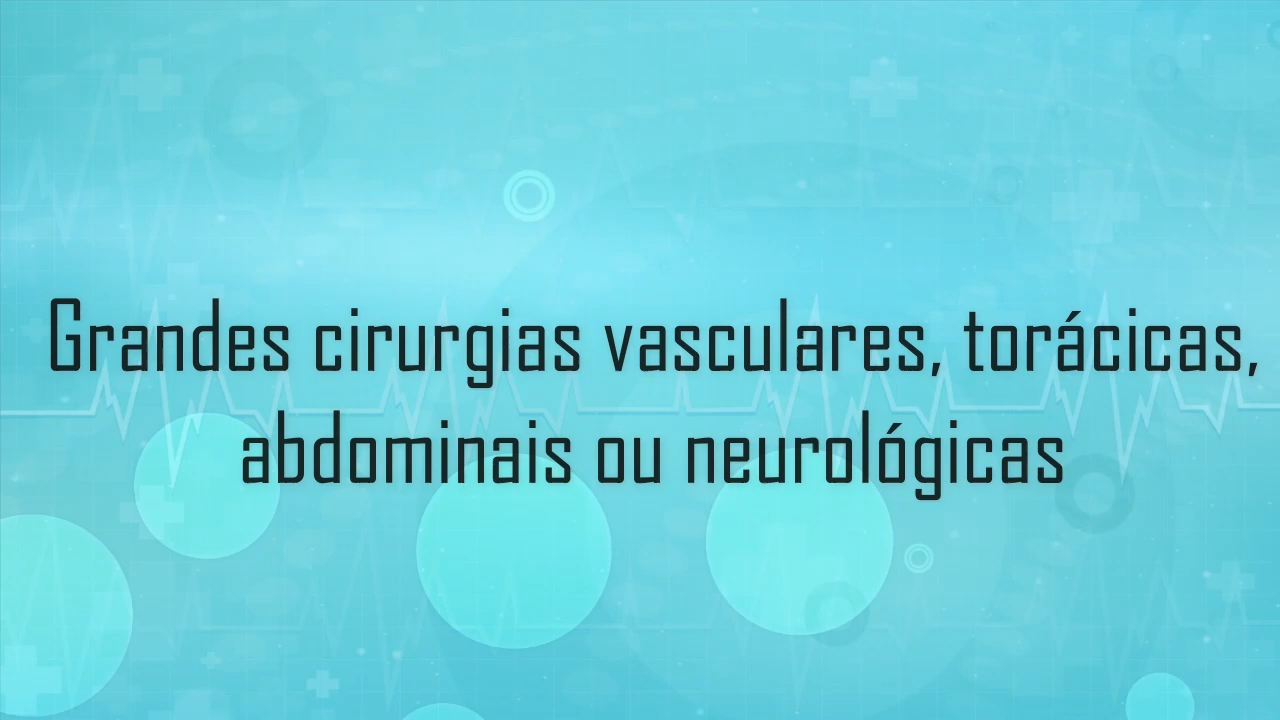 Grandes cirurgias vasculares, torácicas,
abdominais ou neurológicas